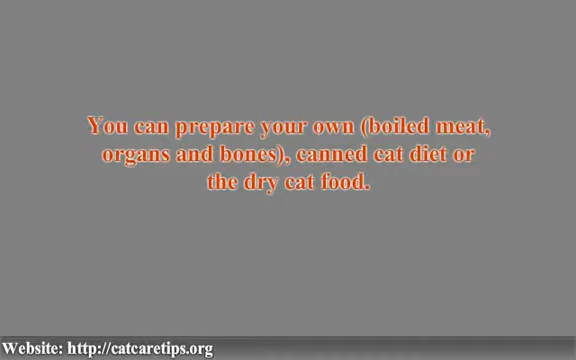 You can prepare your own (boiled meat,
organs and bones), canned cat diet or
the dry cat food.
Website: http://catcaretips.org